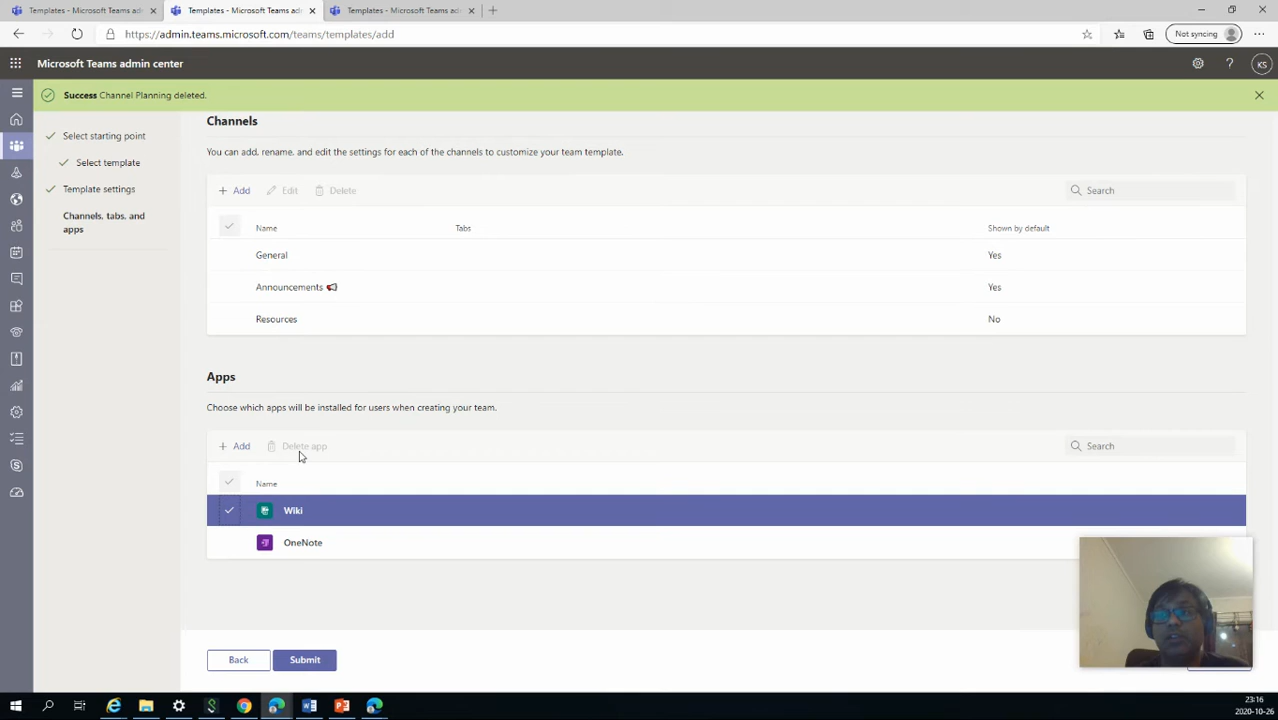 Templates - Microsoft Teams admi
Templates - Microsoft Teams adm
Templates - Microsoft Teams admi
https://admin.teams.microsoft.com/teams/templates/add
Not syncing
Microsoft Teams admin center
KS
Success Channel Planning deleted.
Select starting point
Select template
Template settings
Channels, tabs, and
apps
Channels
You can add, rename, and edit the settings for each of the channels to customize your team template.
+ Add
Edit
Delete
Search
Name
Tabs
Shown by default
General
Yes
Announcements 📢
Yes
Resources
No
Apps
Choose which apps will be installed for users when creating your team.
+ Add
Delete app
Search
Name
Wiki
OneNote
Back
Submit
23:16
2020-10-26